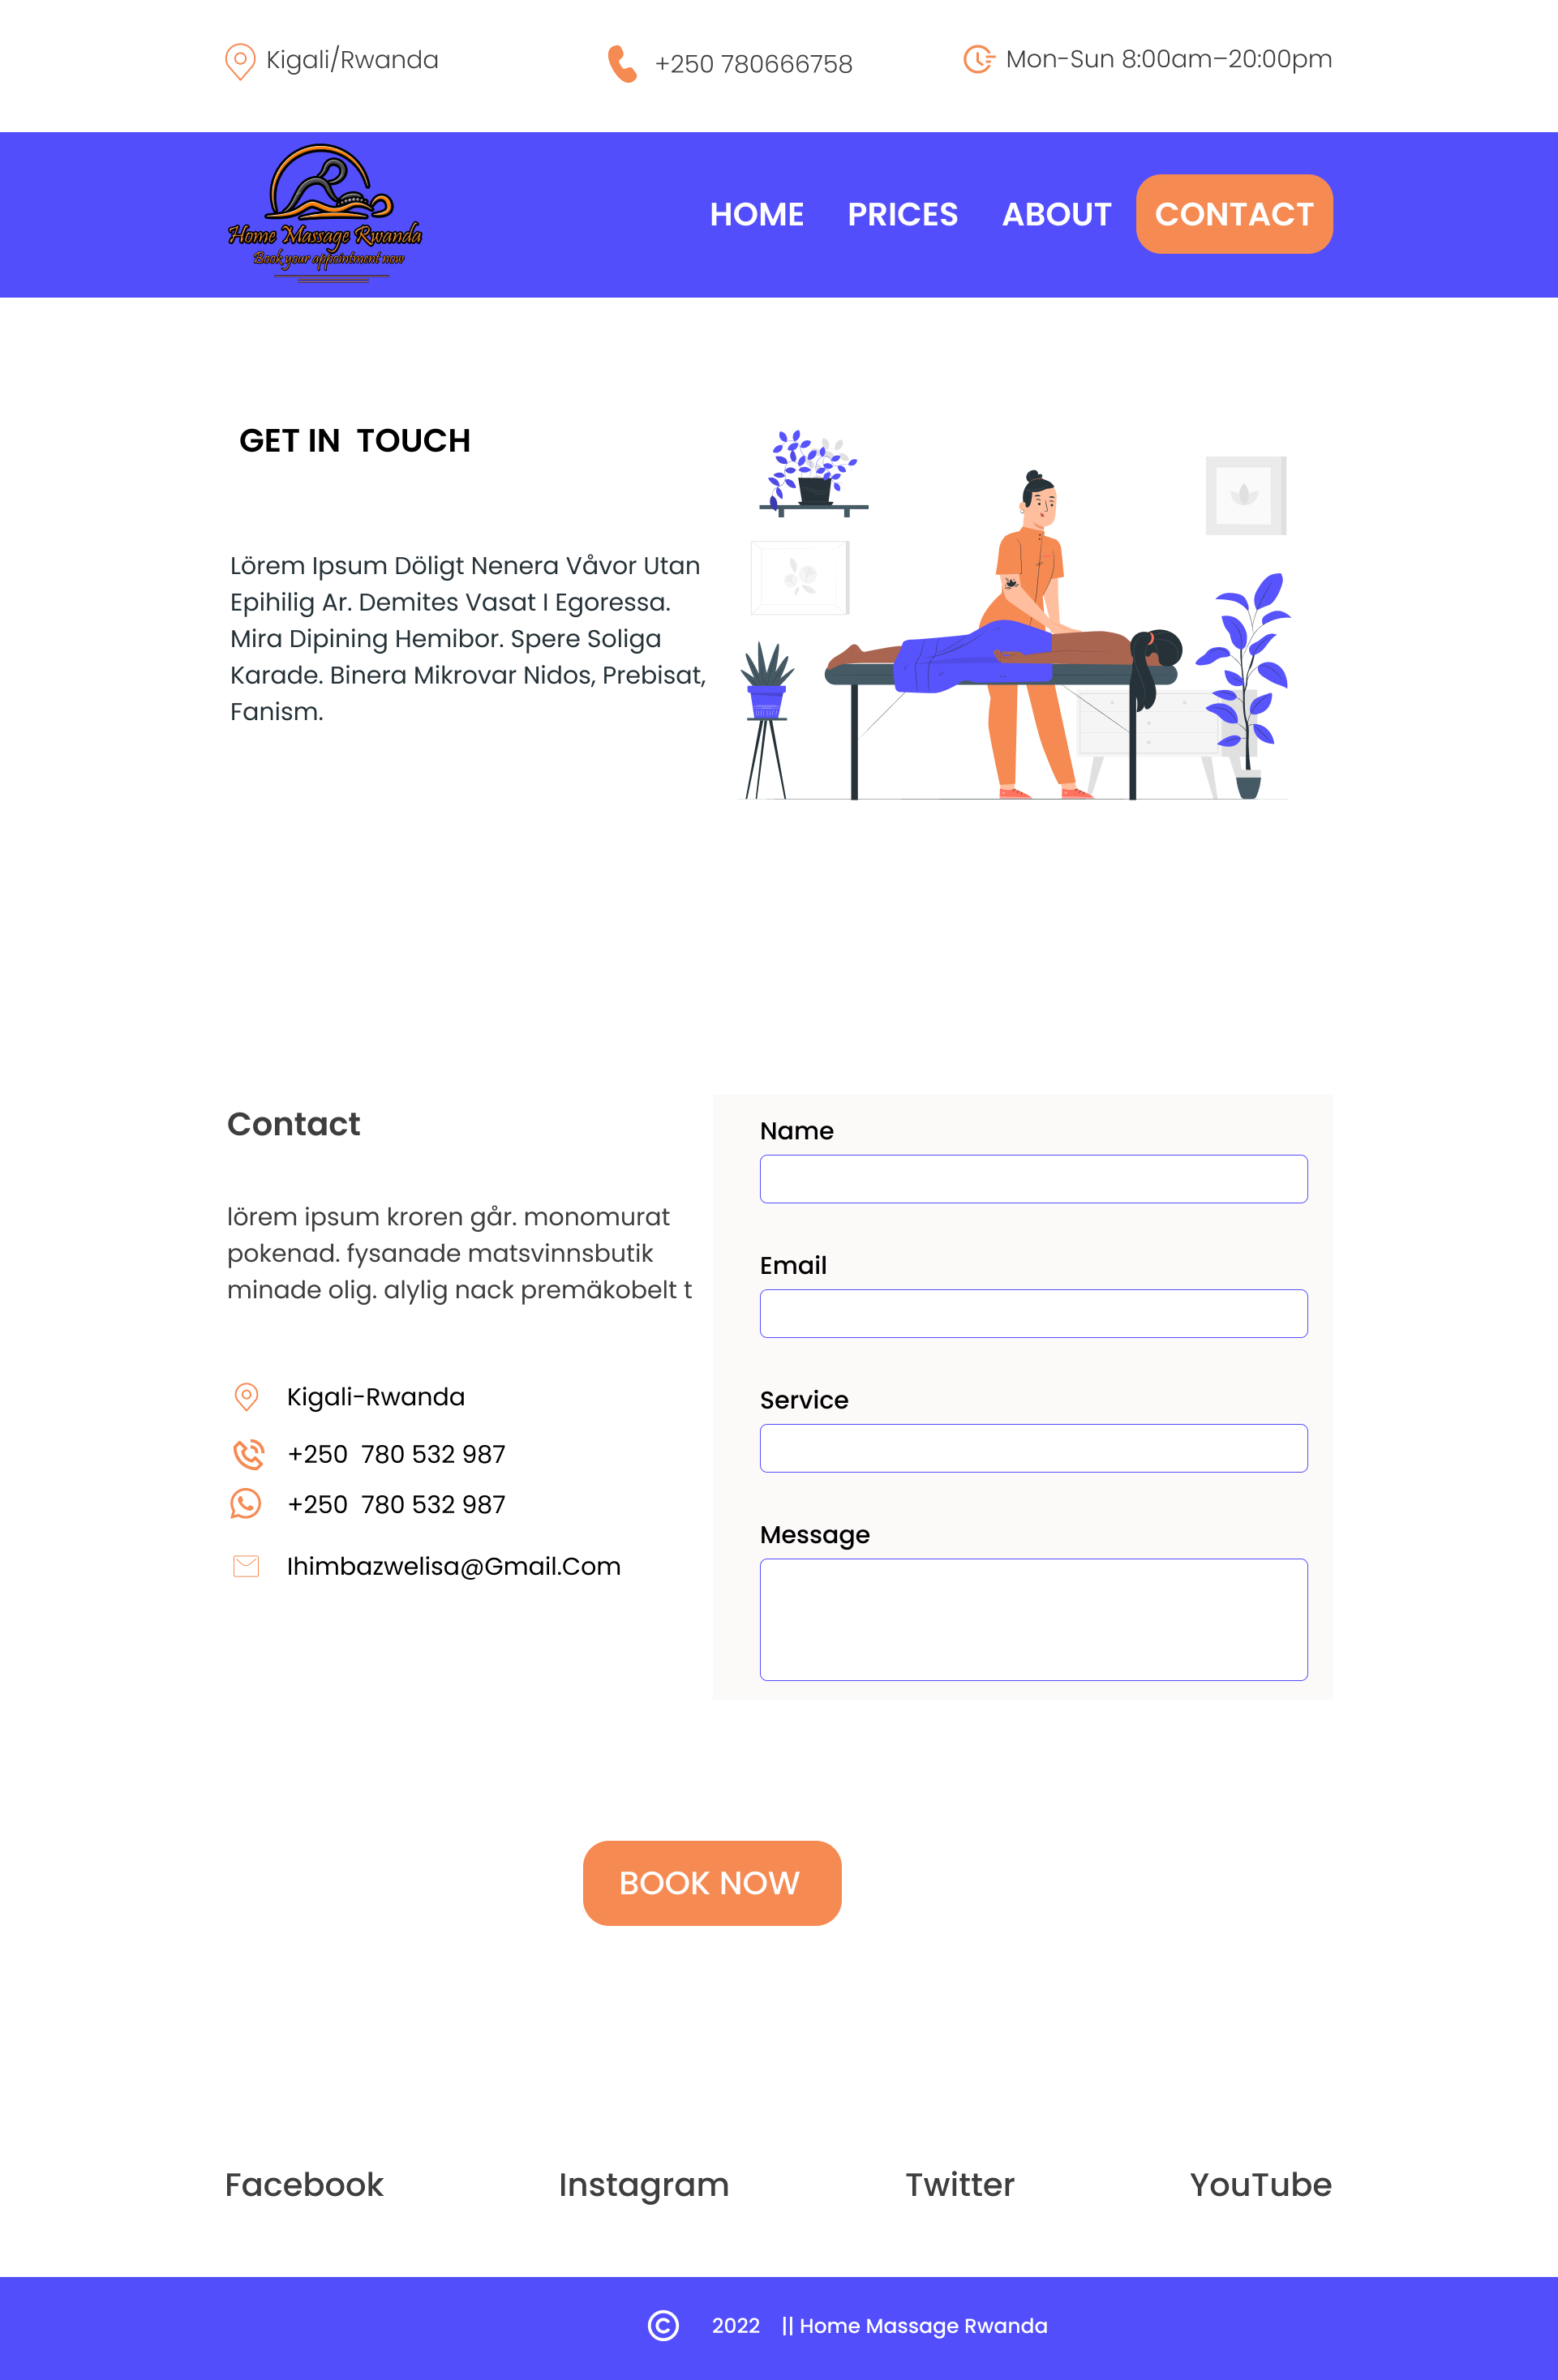 Kigali/Rwanda
+250 780666758
Mon-Sun 8:00am–20:00pm
Home Massage Rwanda
Book your appointment now
HOME
PRICES
ABOUT
CONTACT
GET IN  TOUCH
Lörem Ipsum Döligt Nenera Våvor Utan
Epihilig Ar. Demites Vasat I Egoressa.
Mira Dipining Hemibor. Spere Soliga
Karade. Binera Mikrovar Nidos, Prebisat,
Fanism.
Contact
lörem ipsum kroren går. monomurat
pokenad. fysanade matsvinnsbutik
minade olig. alylig nack premäkobelt t
Kigali-Rwanda
+250  780 532 987
+250  780 532 987
Ihimbazwelisa@Gmail.Com
Name
Email
Service
Message
BOOK NOW
Facebook
Instagram
Twitter
YouTube
© 2022 || Home Massage Rwanda